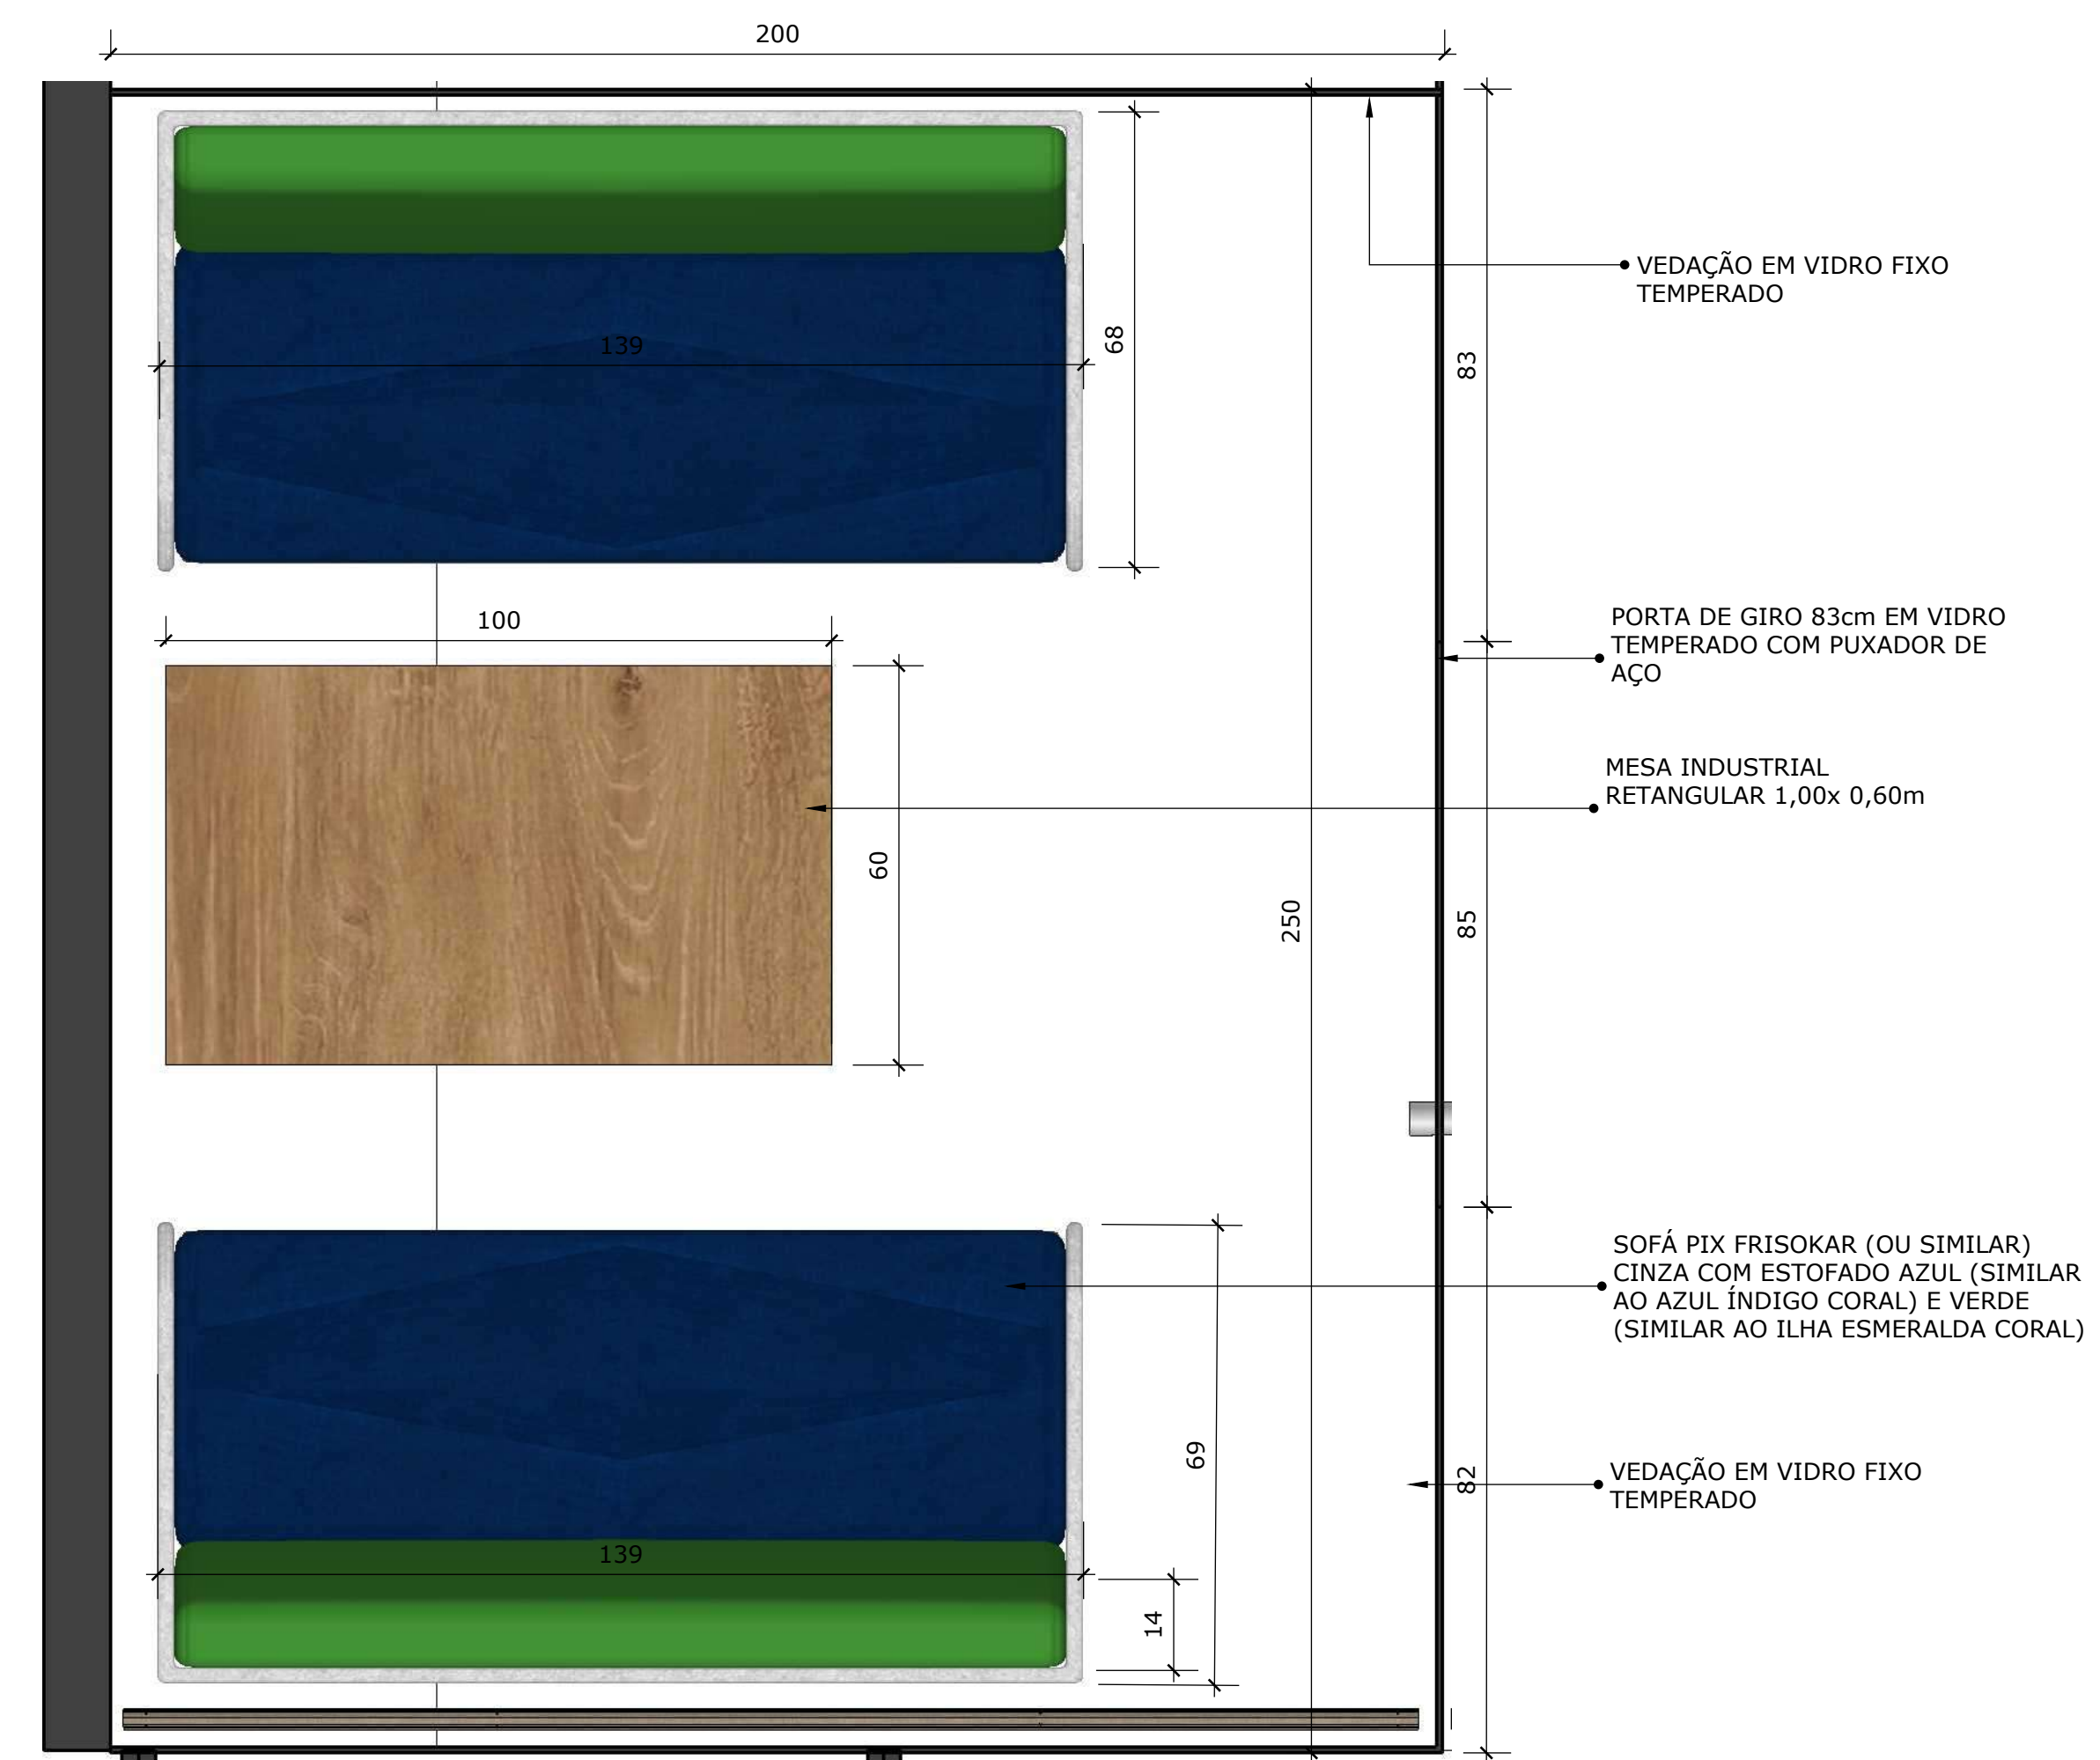 200
VEDAÇÃO EM VIDRO FIXO
TEMPERADO
139
68
83
PORTA DE GIRO 83cm EM VIDRO
TEMPERADO COM PUXADOR DE
AÇO
100
MESA INDUSTRIAL
RETANGULAR 1,00x 0,60m
60
250
85
SOFÁ PIX FRISOKAR (OU SIMILAR)
CINZA COM ESTOFADO AZUL (SIMILAR
AO AZUL ÍNDIGO CORAL) E VERDE
(SIMILAR AO ILHA ESMERALDA CORAL)
69
82
VEDAÇÃO EM VIDRO FIXO
TEMPERADO
139
14